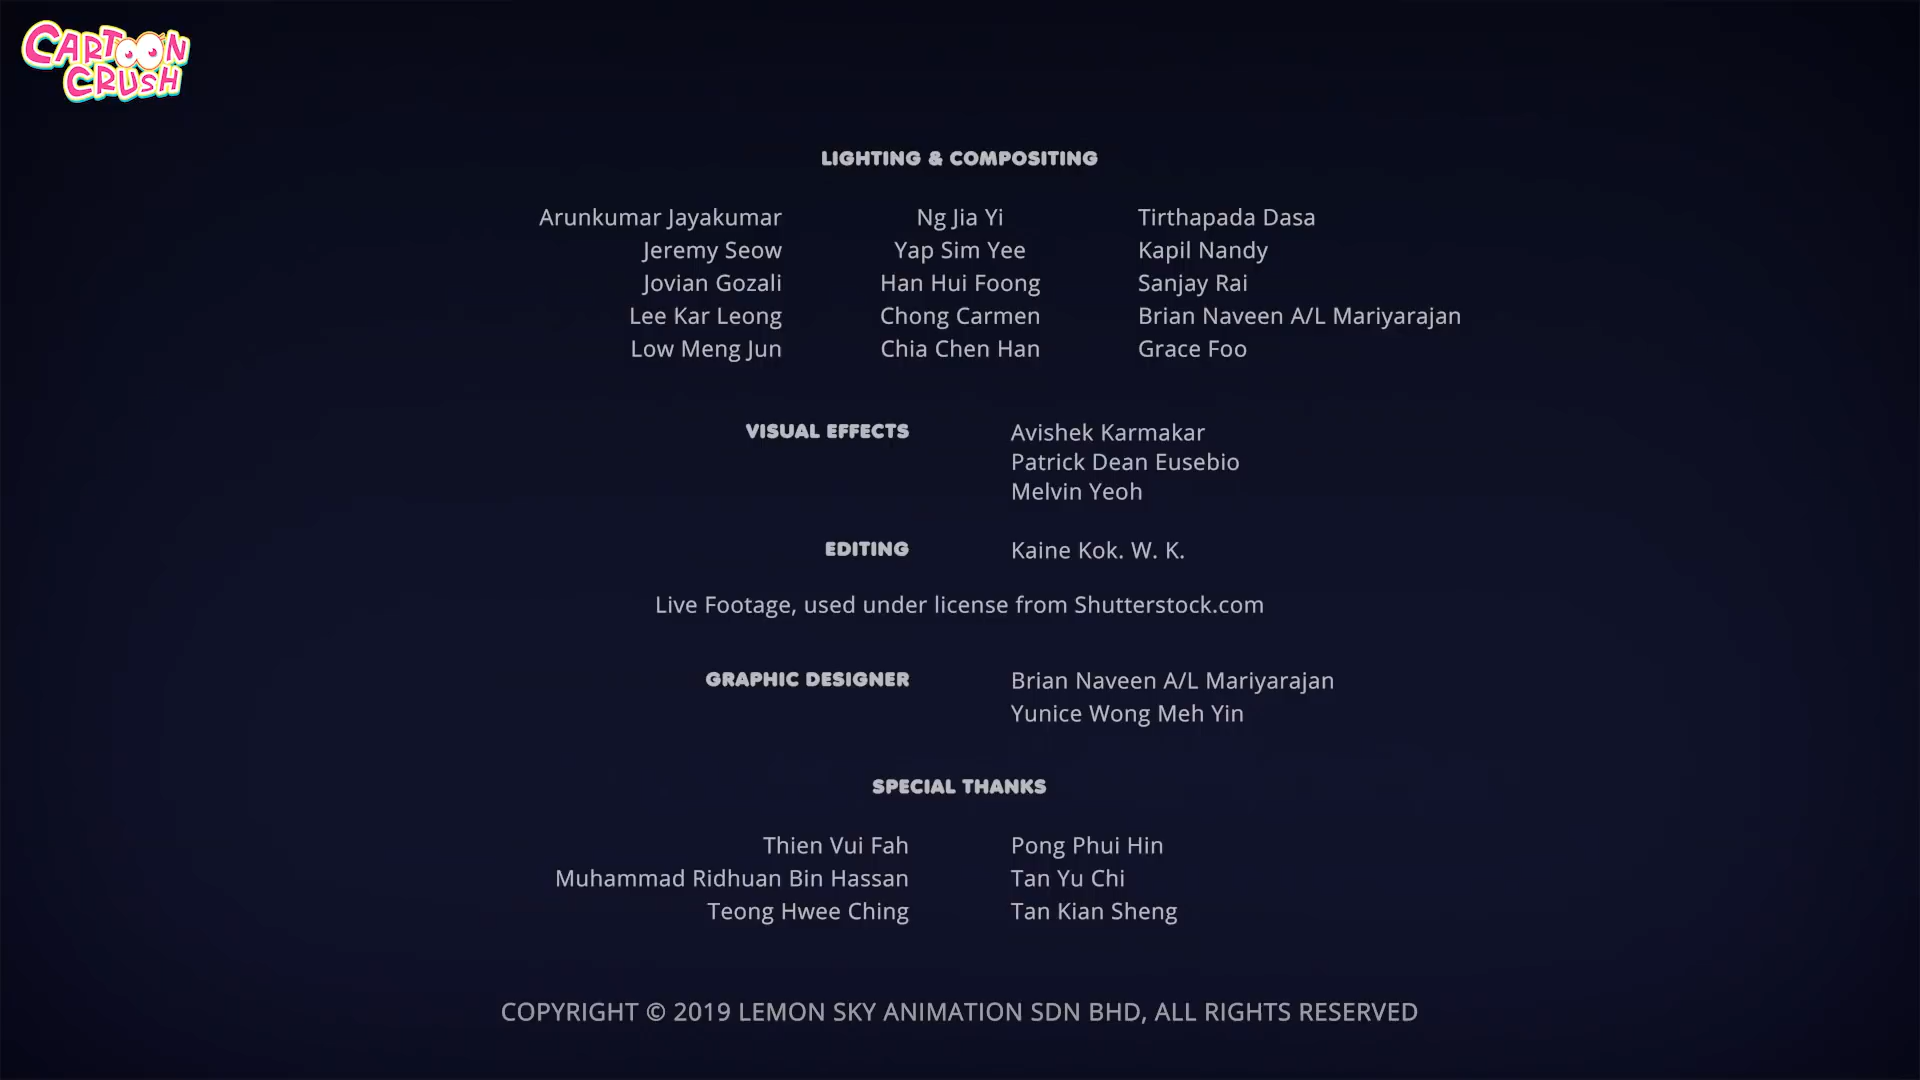 CARTOON
CRUSH
LIGHTING & COMPOSITING
Arunkumar Jayakumar Ng Jia Yi Tirthapada Dasa
Jeremy Seow Yap Sim Yee Kapil Nandy
Jovian Gozali Han Hui Foong Sanjay Rai
Lee Kar Leong Chong Carmen Brian Naveen A/L Mariyarajan
Low Meng Jun Chia Chen Han Grace Foo
VISUAL EFFECTS Avishek Karmakar
Patrick Dean Eusebio
Melvin Yeoh
EDITING Kaine Kok. W. K.
Live Footage, used under license from Shutterstock.com
GRAPHIC DESIGNER Brian Naveen A/L Mariyarajan
Yunice Wong Meh Yin
SPECIAL THANKS
Thien Vui Fah Pong Phui Hin
Muhammad Ridhuan Bin Hassan Tan Yu Chi
Teong Hwee Ching Tan Kian Sheng
COPYRIGHT © 2019 LEMON SKY ANIMATION SDN BHD, ALL RIGHTS RESERVED